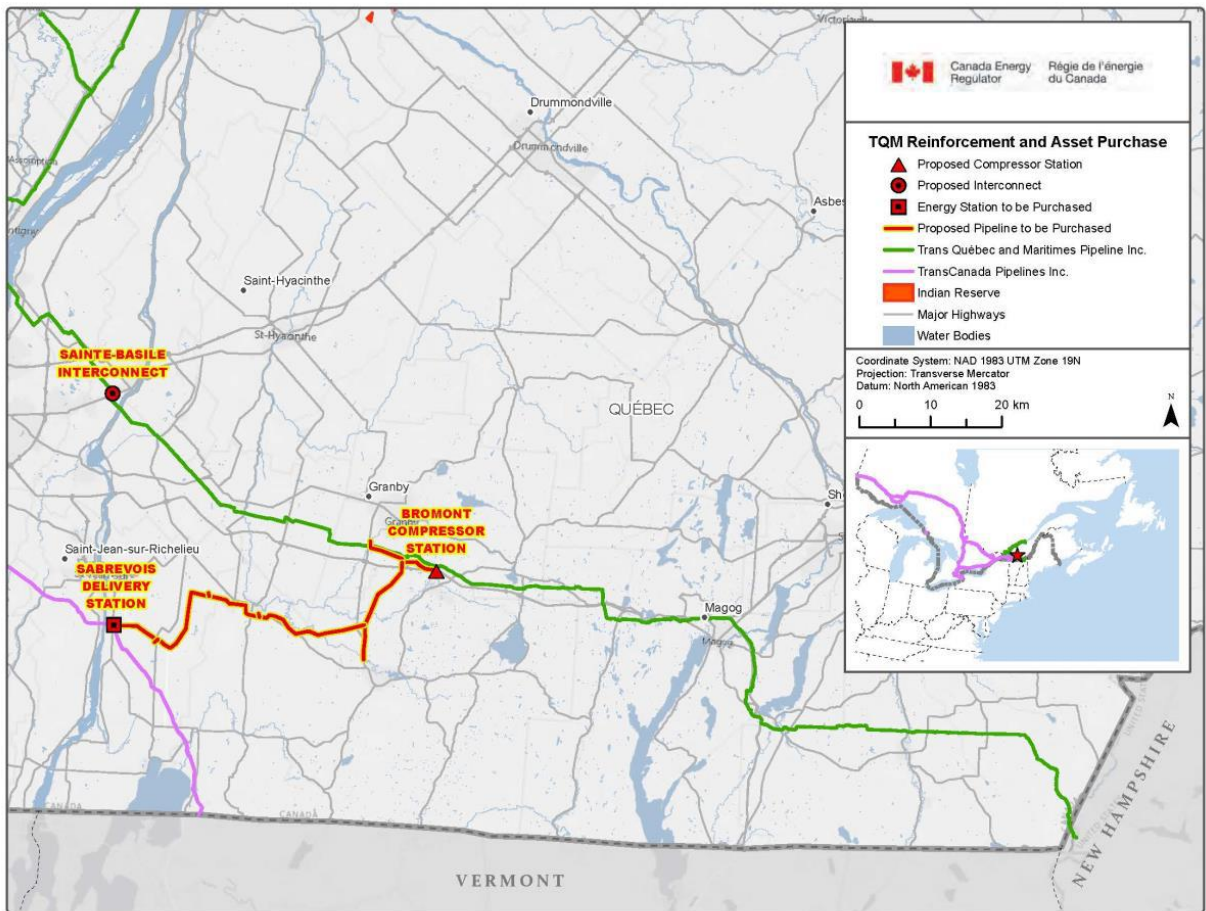 Victoriaville
Drummondville
Drummondville
Assomption
Asbes
Saint-Hyacinthe
St-Hyacinthe
SAINTE-BASILE
INTERCONNECT
QUÉBEC
Granby
Granby
BROMONT
COMPRESSOR
STATION
Sh
Saint-Jean-sur-Richelieu
SABREVOIS
DELIVERY
STATION
Magog
Magog
CANADA
CANADA
VERMONT
NEW HAMPSHIRE
Canada Energy
Regulator
Régie de l'énergie
du Canada
TQM Reinforcement and Asset Purchase
Proposed Compressor Station
Proposed Interconnect
Energy Station to be Purchased
Proposed Pipeline to be Purchased
Trans Québec and Maritimes Pipeline Inc.
TransCanada Pipelines Inc.
Indian Reserve
Major Highways
Water Bodies
Coordinate System: NAD 1983 UTM Zone 19N
Projection: Transverse Mercator
Datum: North American 1983
0 10 20 km
N